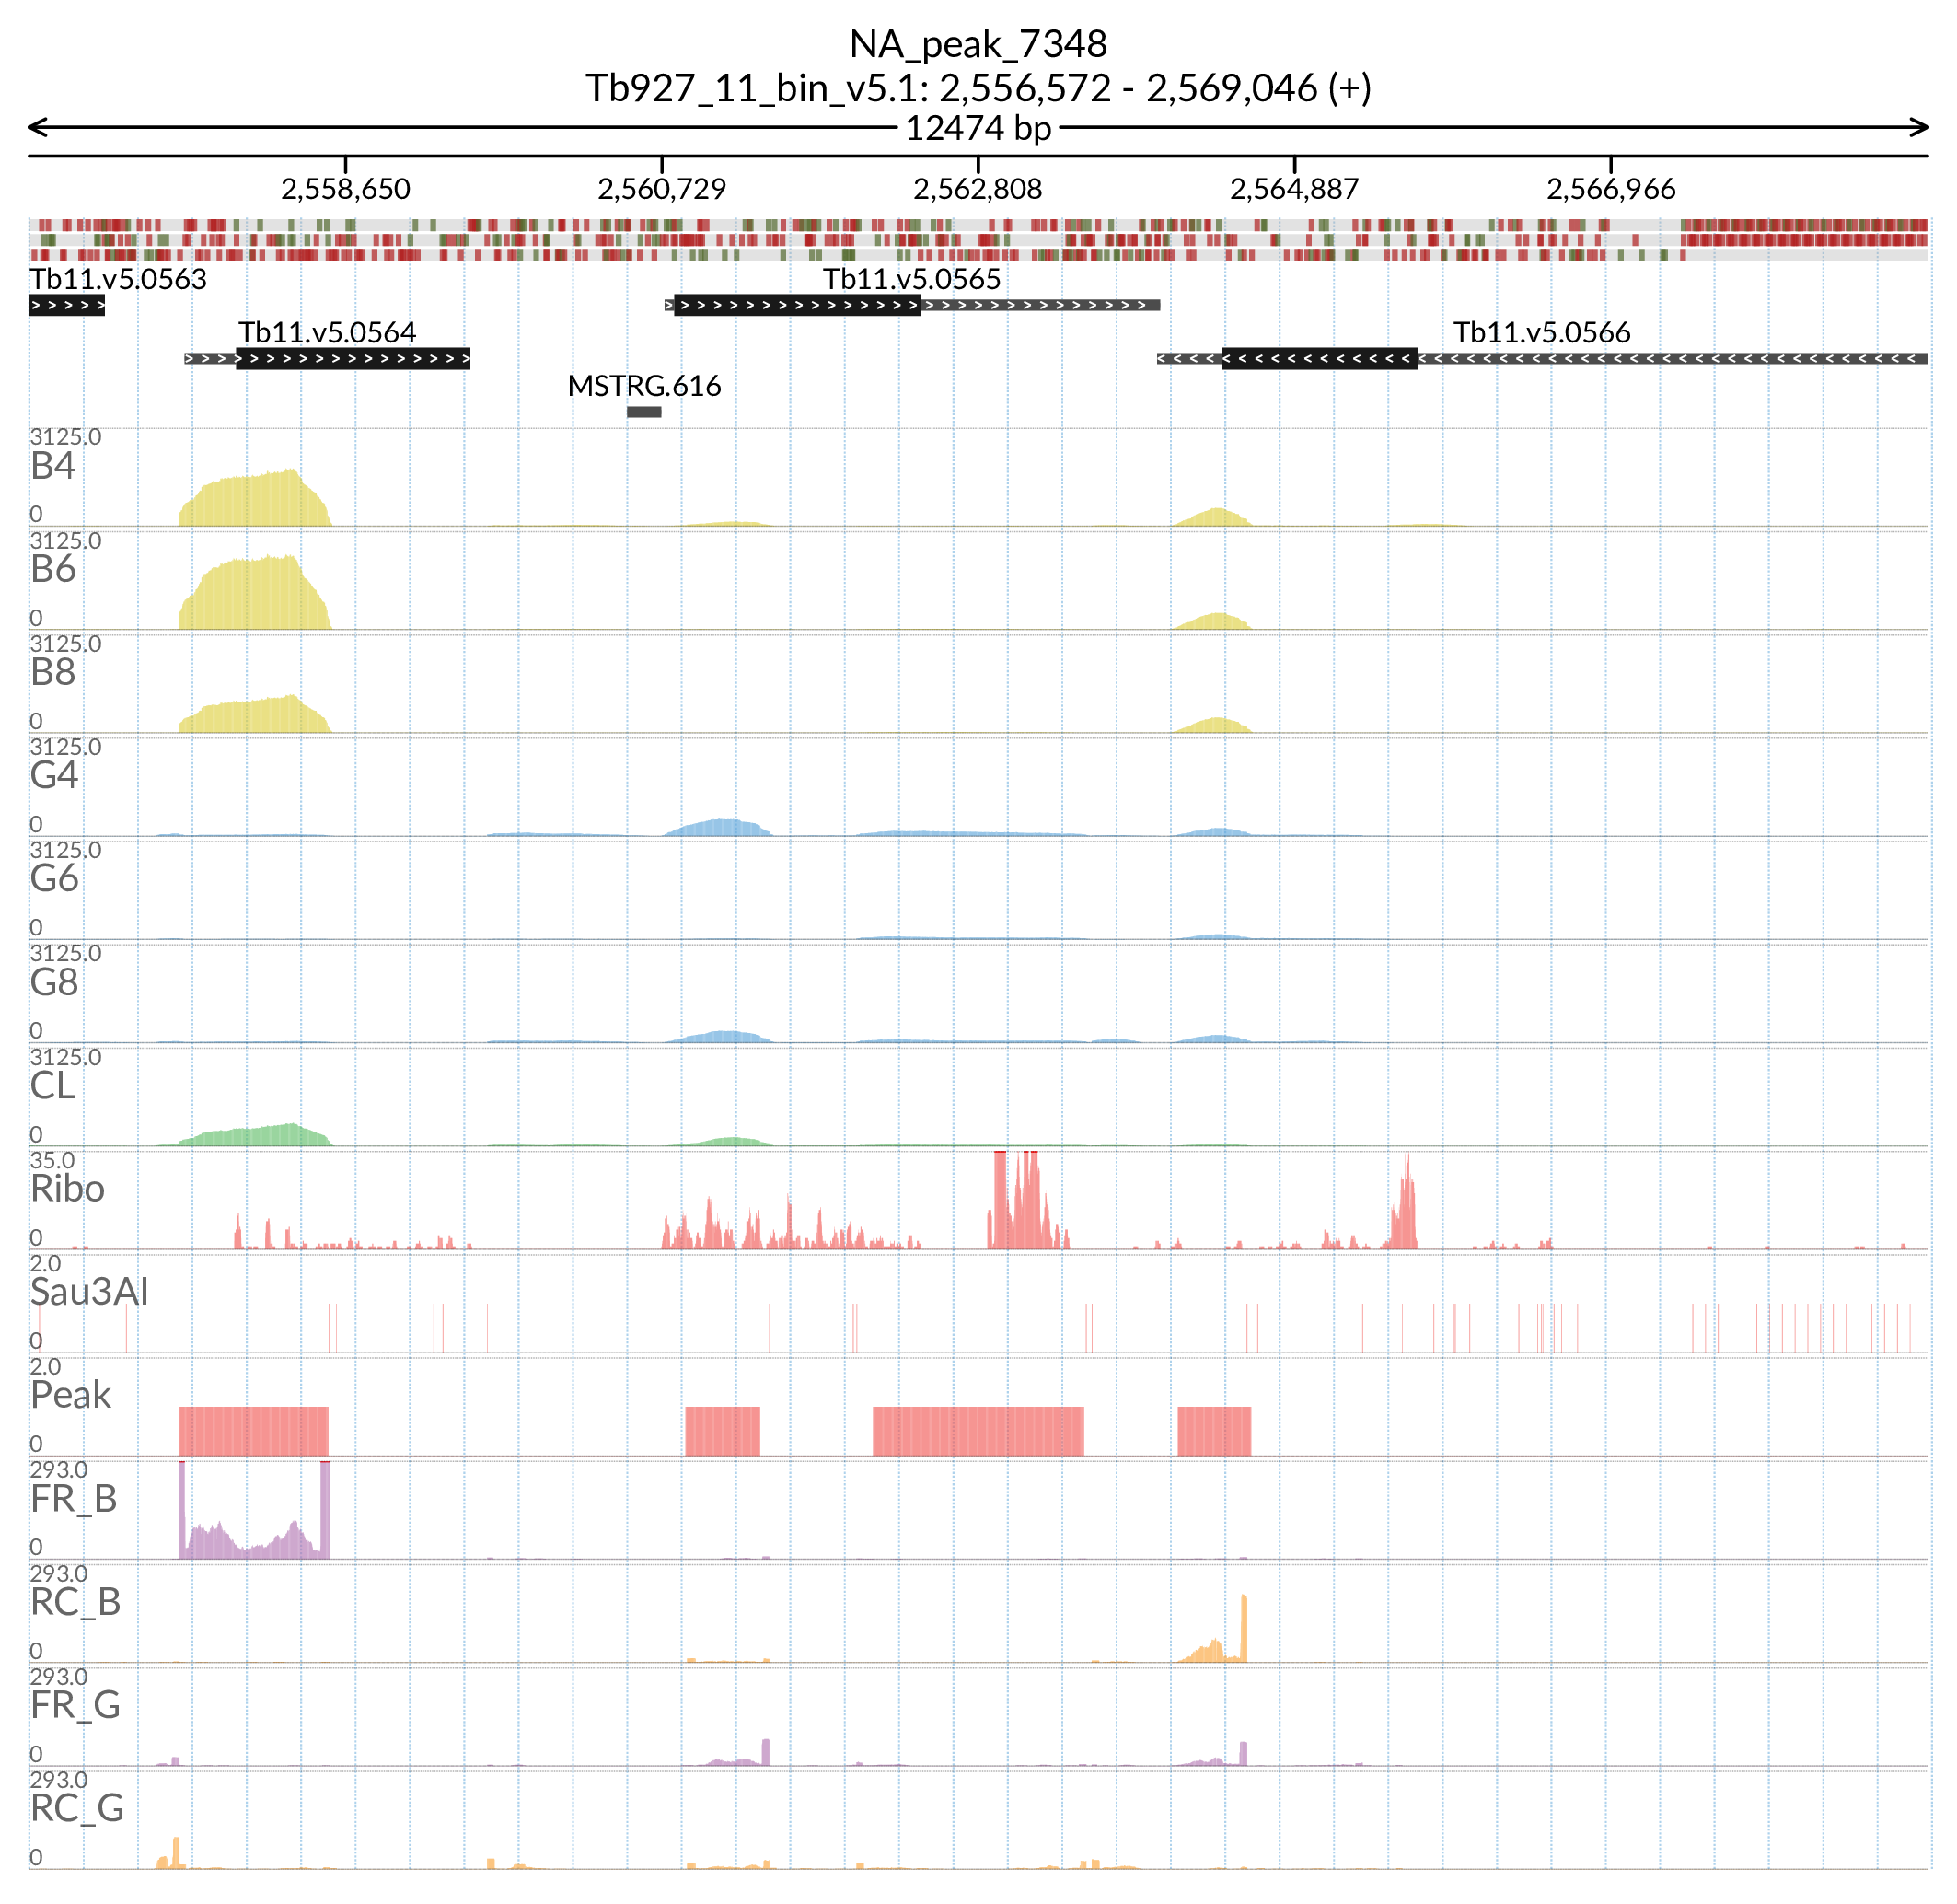 NA_peak_7348
Tb927_11_bin_v5.1: 2,556,572 - 2,569,046 (+)
12474 bp
2,558,650 2,560,729 2,562,808 2,564,887 2,566,966
Tb11.v5.0563 Tb11.v5.0565
Tb11.v5.0564 Tb11.v5.0566
MSTRG.616
3125.0
B4
0
3125.0
B6
0
3125.0
B8
0
3125.0
G4
0
3125.0
G6
0
3125.0
G8
0
3125.0
CL
0
35.0
Ribo
0
2.0
Sau3AI
0
2.0
Peak
0
293.0
FR_B
0
293.0
RC_B
0
293.0
FR_G
0
293.0
RC_G
0